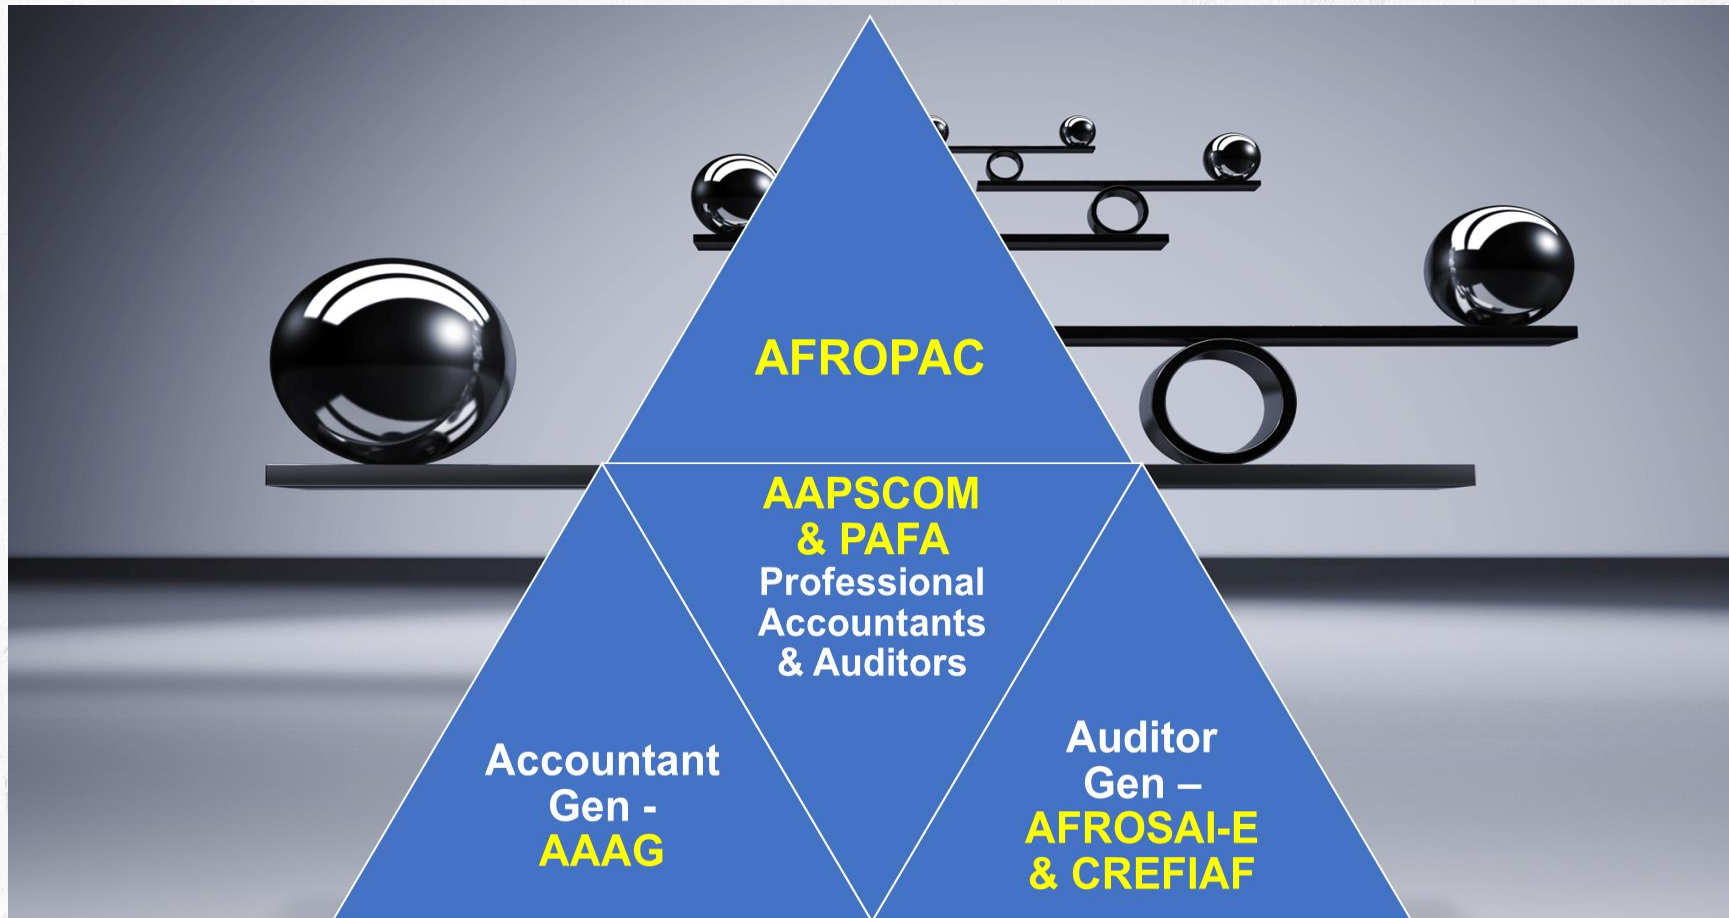 AFROPAC
AAPSCOM
& PAFA
Professional
Accountants
& Auditors
Accountant
Gen -
AAAG
Auditor
Gen –
AFROSAI-E
& CREFIAF